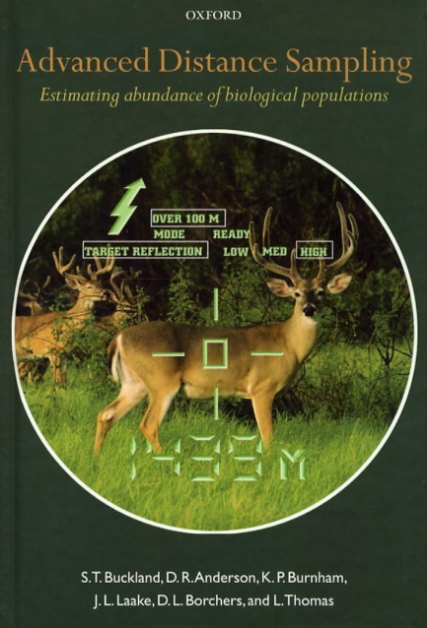 OXFORD
Advanced Distance Sampling
Estimating abundance of biological populations
OVER 100 M
MODE READY
TARGET REFLECTION LOW MED HIGH
1439 M
S.T. Buckland, D. R. Anderson, K. P. Burnham,
J. L. Laake, D. L. Borchers, and L. Thomas